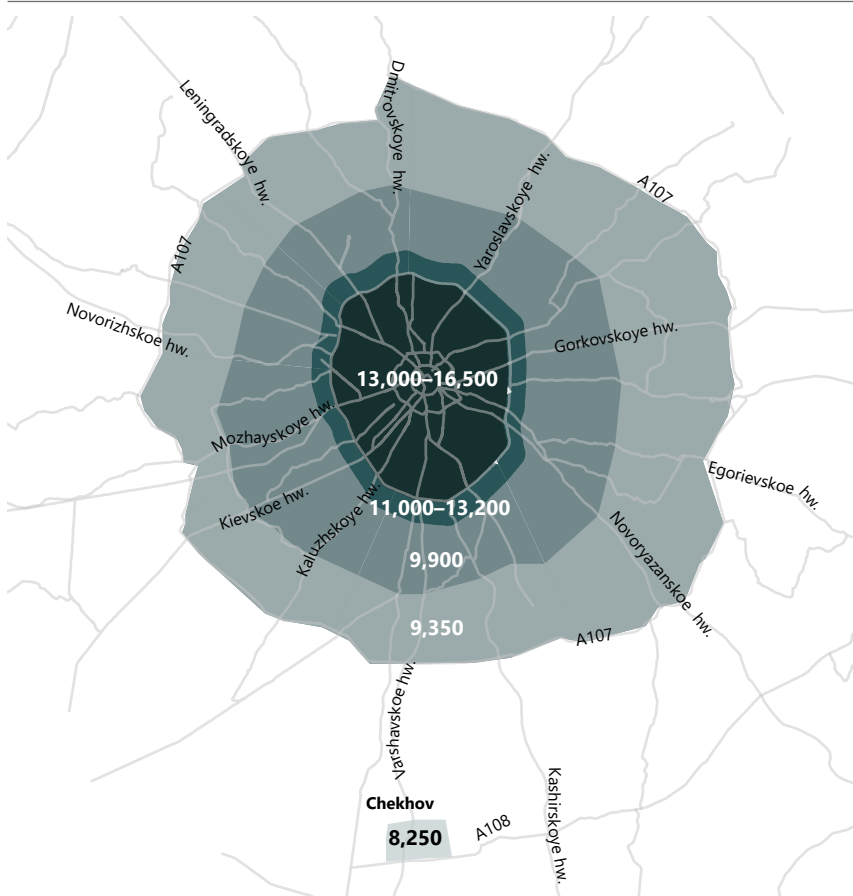 Dmitrovskoye hw.
Leningradskoye hw.
Yaroslavskoye hw.
A107
A107
Novorizhskoe hw.
Gorkovskoye hw.
13,000–16,500
Mozhayskoye hw.
Egorievskoe hw.
Kievskoe hw.
Kaluzhskoye hw.
11,000–13,200
Novoryazanskoe hw.
9,900
9,350
A107
Varshavskoe hw.
Kashirskoye hw.
Chekhov
8,250
A108